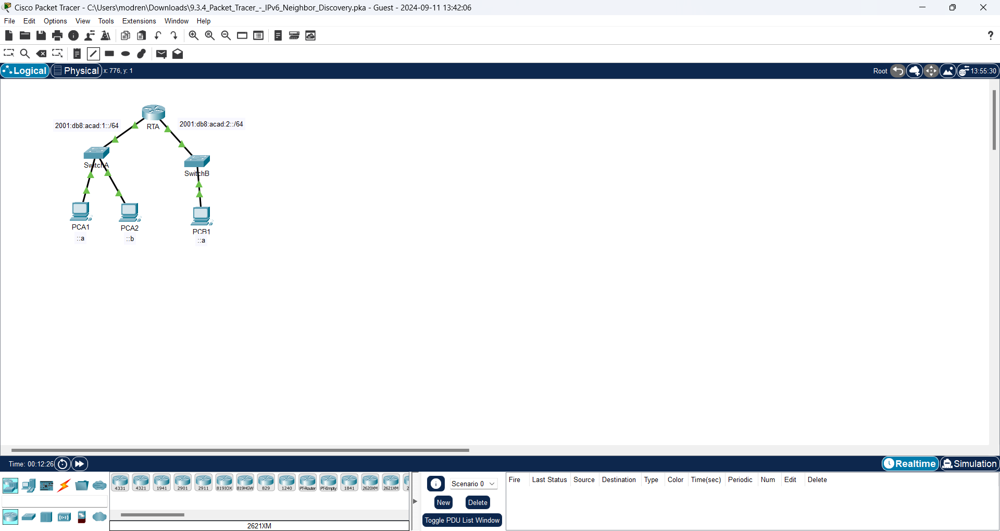 Cisco Packet Tracer - C:\Users\modren\Downloads\9.3.4_Packet_Tracer_-_IPv6_Neighbor_Discovery.pka - Guest - 2024-09-11 13:42:06
File Edit Options View Tools Extensions Window Help
?
Logical Physical x: 776, y: 1 Root 13:55:30
RTA
2001:db8:acad:1::/64
2001:db8:acad:2::/64
SwitchA
SwitchB
PCA1
PCA2
PCB1
::a
::b
::a
Time: 00:12:26 Realtime Simulation
4331 4321 1941 2901 2911 819IOX 819HGW 829 1240 PT-Router PT-Empty 1841 2620XM 2621XM 2
2621XM
Scenario 0
New Delete
Toggle PDU List Window
Fire Last Status Source Destination Type Color Time(sec) Periodic Num Edit Delete